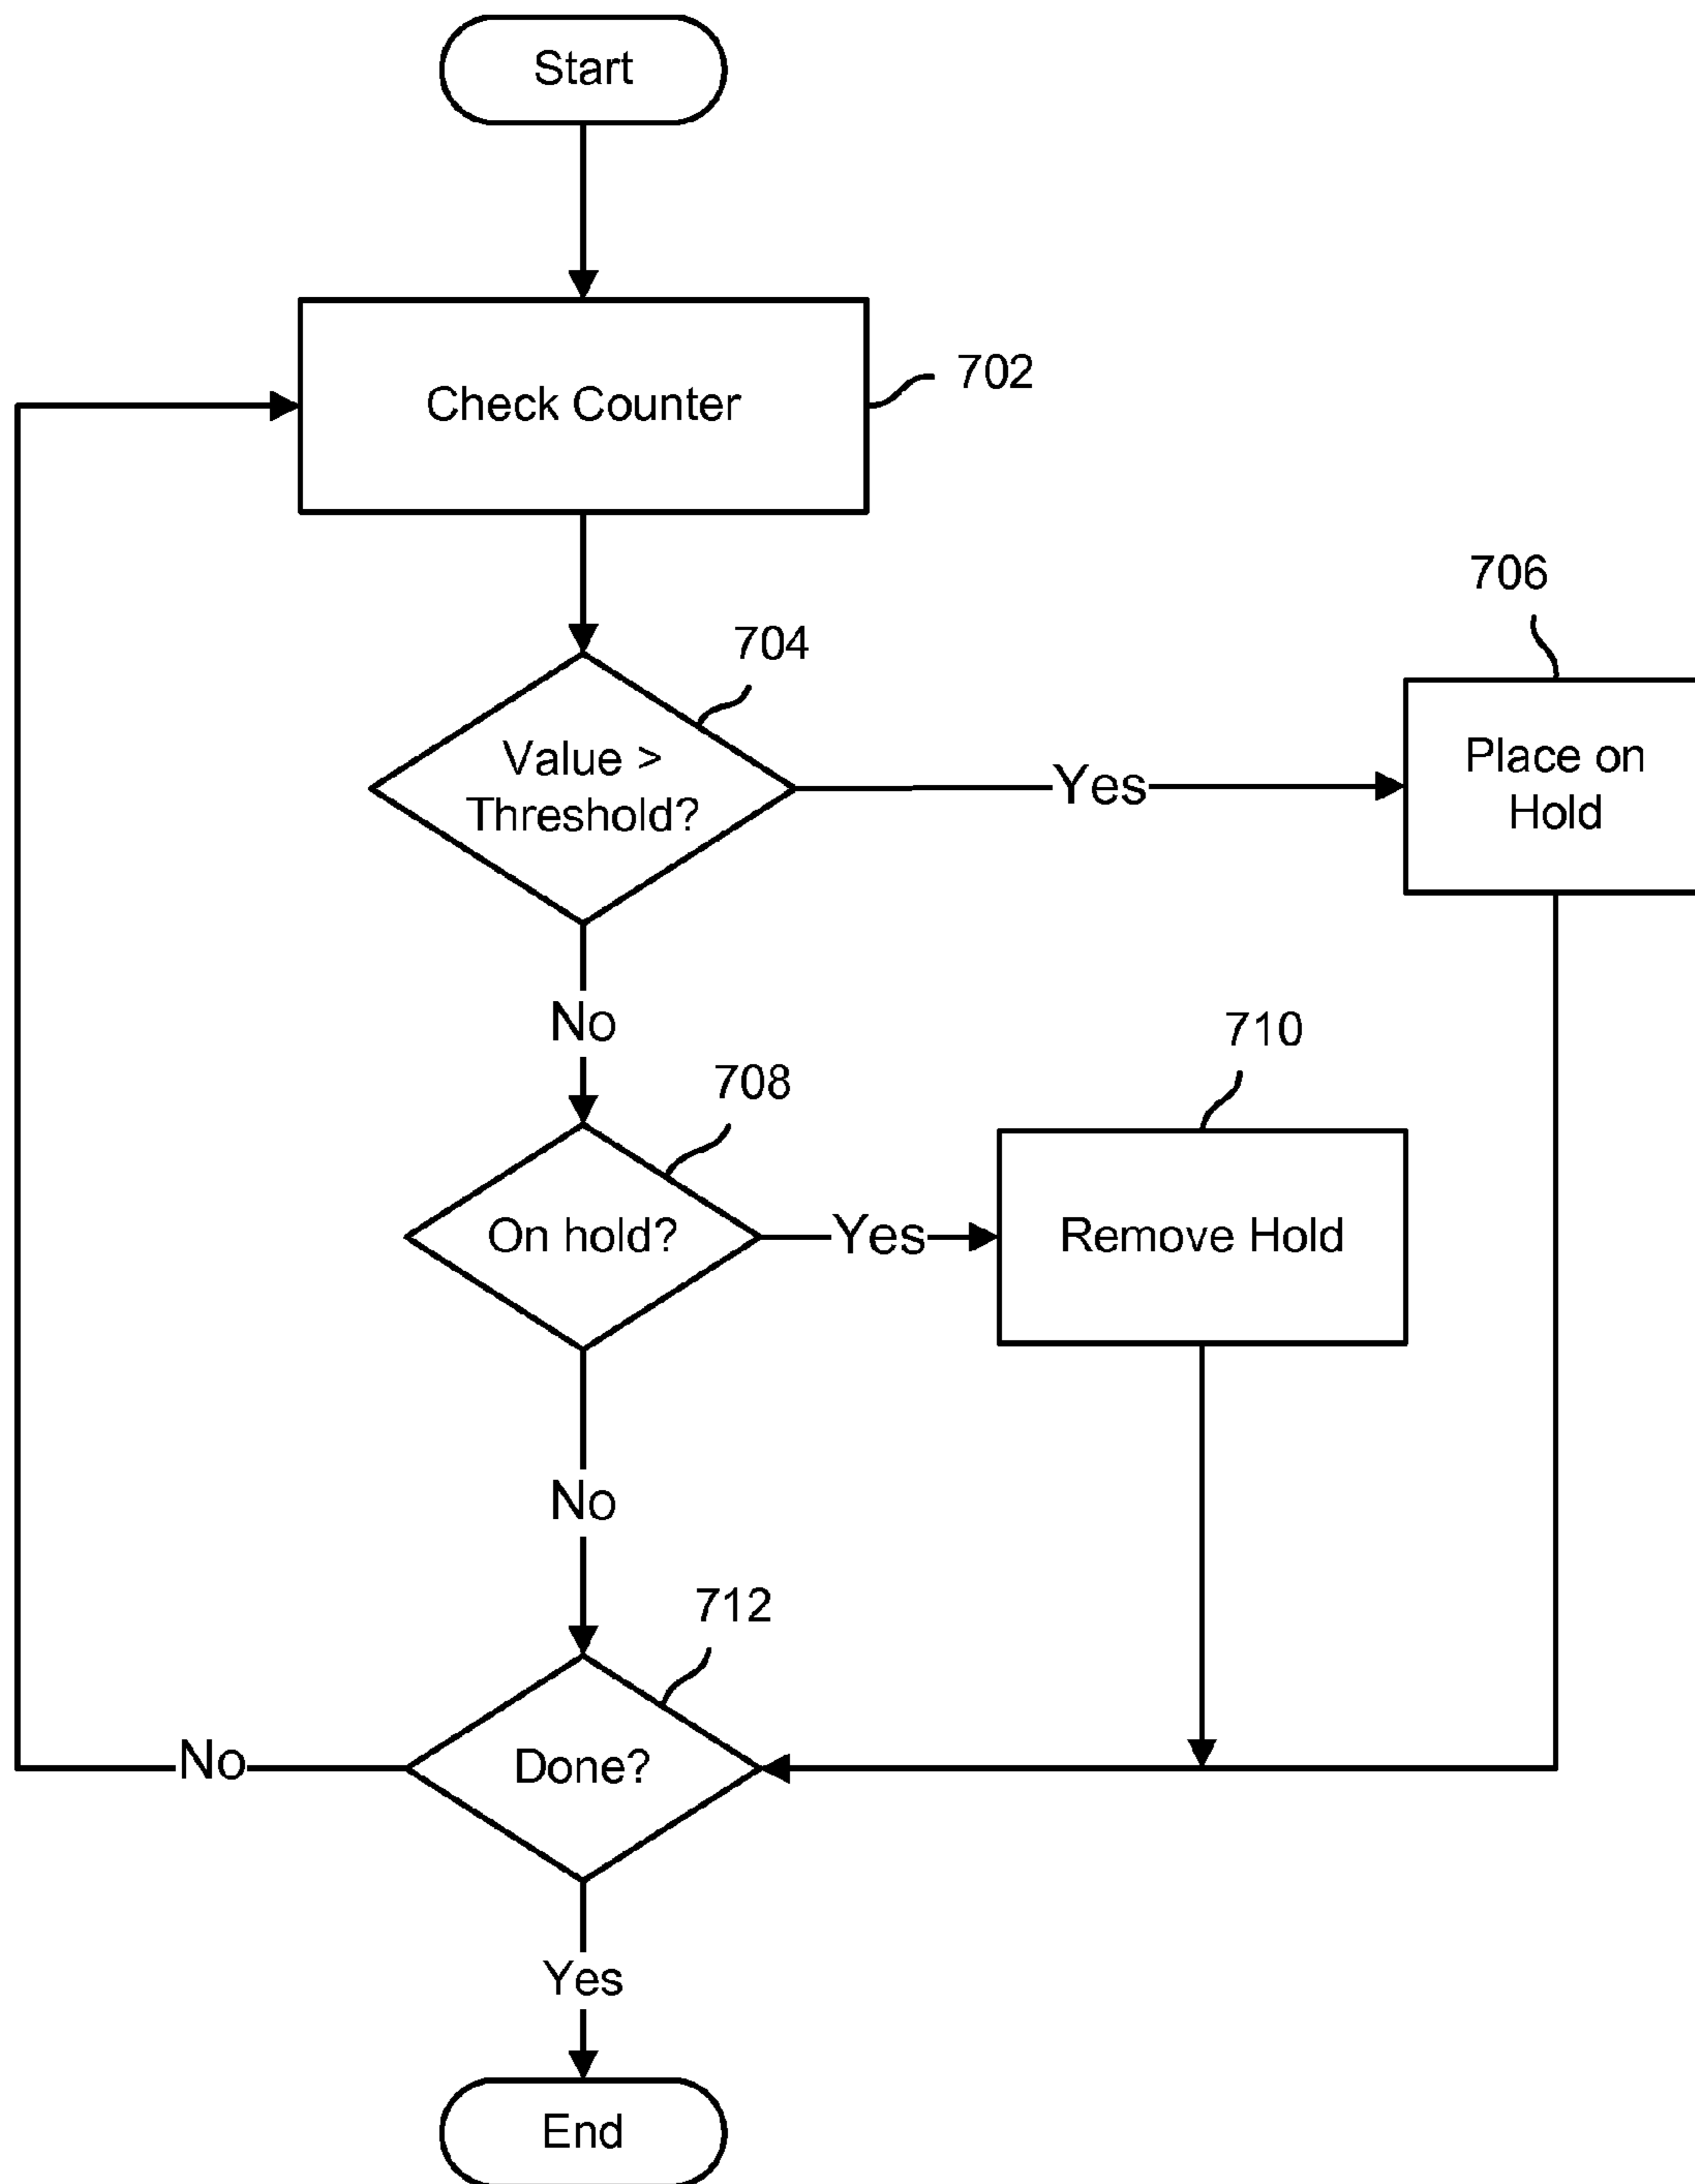 Start
Check Counter
702
704
Value >
Threshold?
Yes
706
Place on
Hold
No
708
On hold?
Yes
710
Remove Hold
No
712
Done?
No
Yes
End